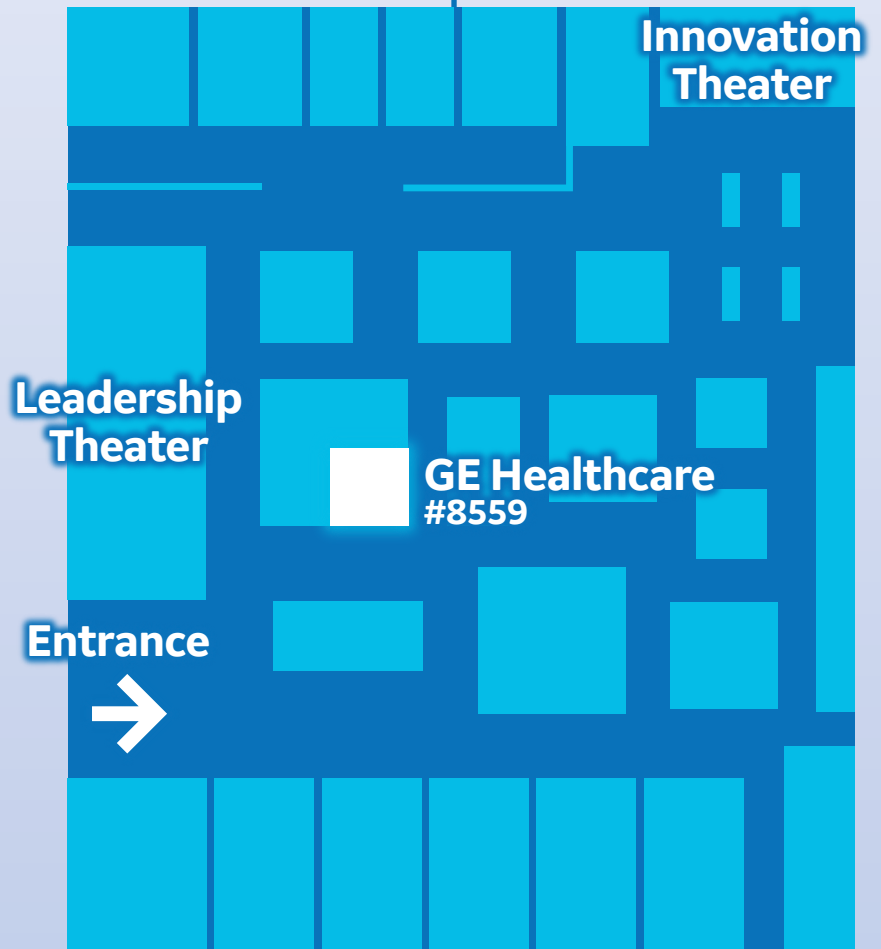 Innovation
Theater
Leadership
Theater
GE Healthcare
#8559
Entrance